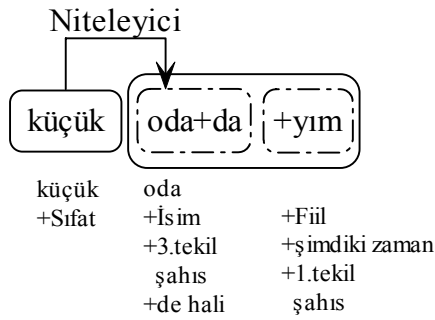 Niteleyici
küçük oda+da +yım
küçük oda
+Sıfat +İsim +Fiil
+3.tekil +şimdiki zaman
şahıs +1.tekil
+de hali şahıs